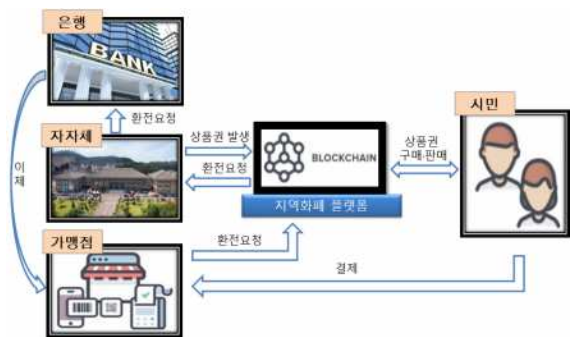 은행
BANK
환전요청
시민
자지체
상품권 발생
환전요청
BLOCKCHAIN
상품권
구매·판매
지역화폐 플랫폼
이
체
가맹점
환전요청
결제